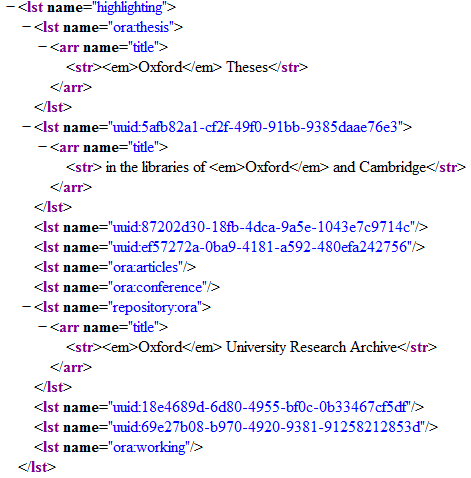 −<lst name="highlighting">
−<lst name="ora:thesis">
−<arr name="title">
<str><em>Oxford</em> Theses</str>
</arr>
</lst>
−<lst name="uuid:5afb82a1-cf2f-49f0-91bb-9385daae76e3">
−<arr name="title">
<str> in the libraries of <em>Oxford</em> and Cambridge</str>
</arr>
</lst>
<lst name="uuid:87202d30-18fb-4dca-9a5e-1043e7c9714c"/>
<lst name="uuid:ef57272a-0ba9-4181-a592-480efa242756"/>
<lst name="ora:articles"/>
<lst name="ora:conference"/>
−<lst name="repository:ora">
−<arr name="title">
<str><em>Oxford</em> University Research Archive</str>
</arr>
</lst>
<lst name="uuid:18e4689d-6d80-4955-bf0c-0b33467cf5df"/>
<lst name="uuid:69e27b08-b970-4920-9381-91258212853d"/>
<lst name="ora:working"/>
</lst>